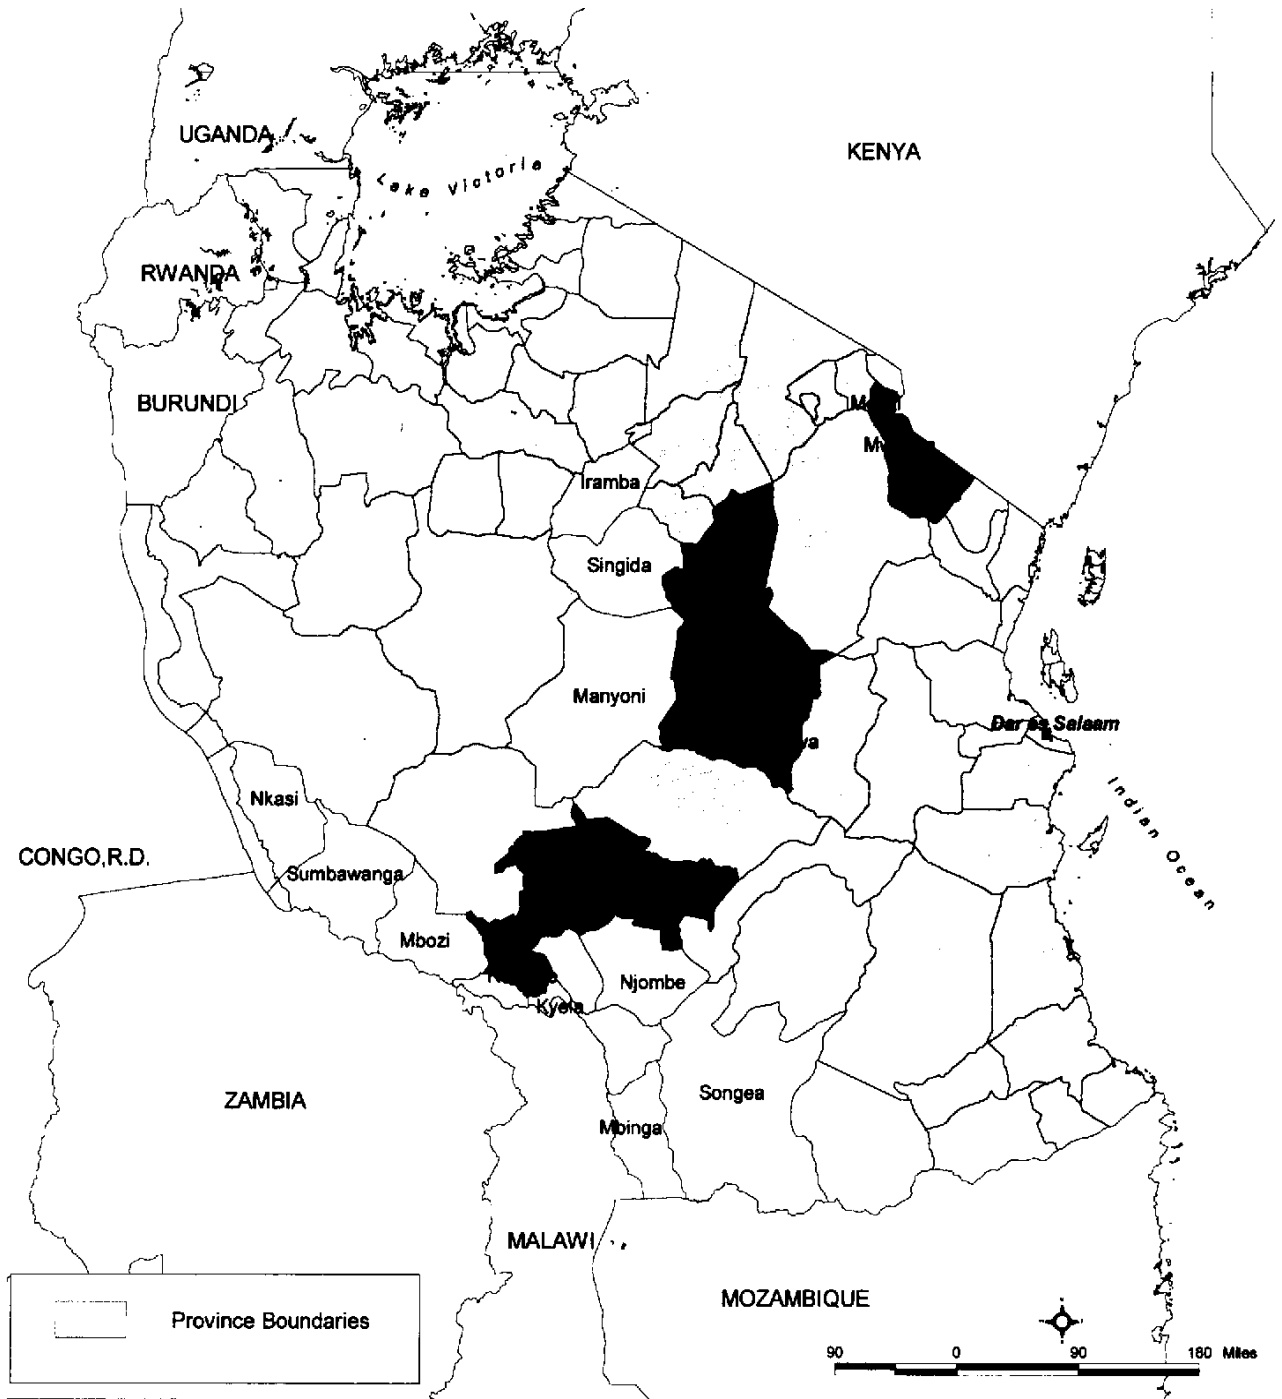 UGANDA
KENYA
Lake Victoria
RWANDA
BURUNDI
Iramba
Singida
Manyoni
Dar es Salaam
Nkasi
Indian Ocean
CONGO,R.D.
Sumbawanga
Mbozi
Njombe
Kyela
ZAMBIA
Songea
Mbinga
MALAWI
MOZAMBIQUE
Province Boundaries
90 0 90 180 Miles